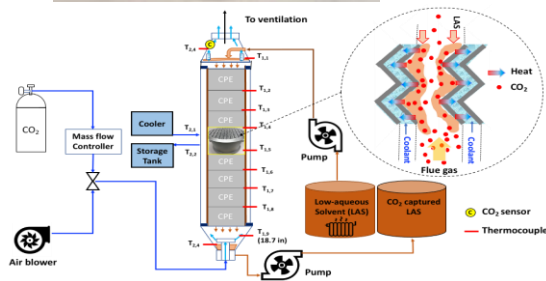 To ventilation
LAS
C
T2,4
T1,1
CPE
T1,2
CPE
T1,3
Heat
CO2
Cooler
T2,1
T1,4
CO2
Mass flow
Controller
Storage
Tank
T2,2
T1,5
Coolant
Coolant
Pump
Flue gas
CPE
T1,6
CPE
T1,7
Low-aqueous
Solvent (LAS)
CO2 captured
LAS
CPE
T1,8
CPE
C CO2 sensor
Thermocouple
T1,9
(18.7 in)
T2,4
Air blower
Pump